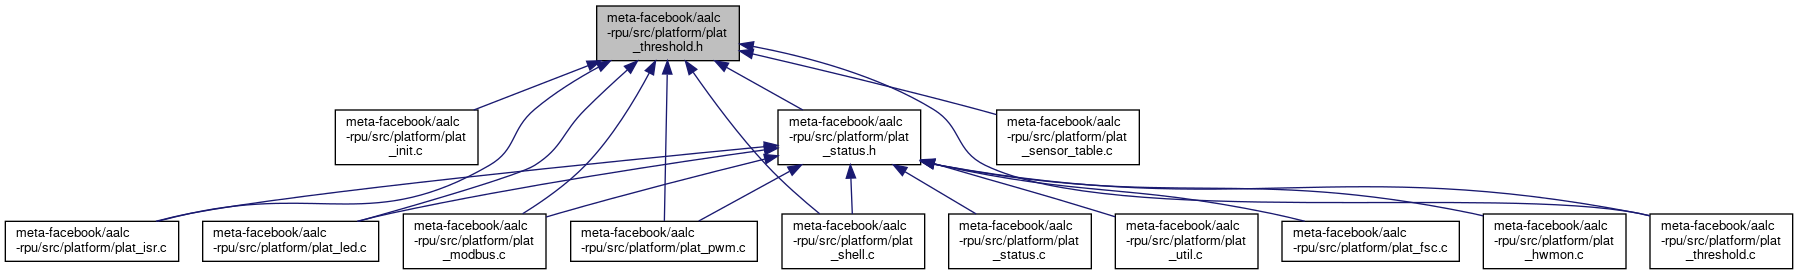 meta-facebook/aalc
-rpu/src/platform/plat
_threshold.h
meta-facebook/aalc
-rpu/src/platform/plat
_init.c
meta-facebook/aalc
-rpu/src/platform/plat
_status.h
meta-facebook/aalc
-rpu/src/platform/plat
_sensor_table.c
meta-facebook/aalc
-rpu/src/platform/plat_isr.c
meta-facebook/aalc
-rpu/src/platform/plat_led.c
meta-facebook/aalc
-rpu/src/platform/plat
_modbus.c
meta-facebook/aalc
-rpu/src/platform/plat_pwm.c
meta-facebook/aalc
-rpu/src/platform/plat
_shell.c
meta-facebook/aalc
-rpu/src/platform/plat
_status.c
meta-facebook/aalc
-rpu/src/platform/plat
_util.c
meta-facebook/aalc
-rpu/src/platform/plat_fsc.c
meta-facebook/aalc
-rpu/src/platform/plat
_hwmon.c
meta-facebook/aalc
-rpu/src/platform/plat
_threshold.c